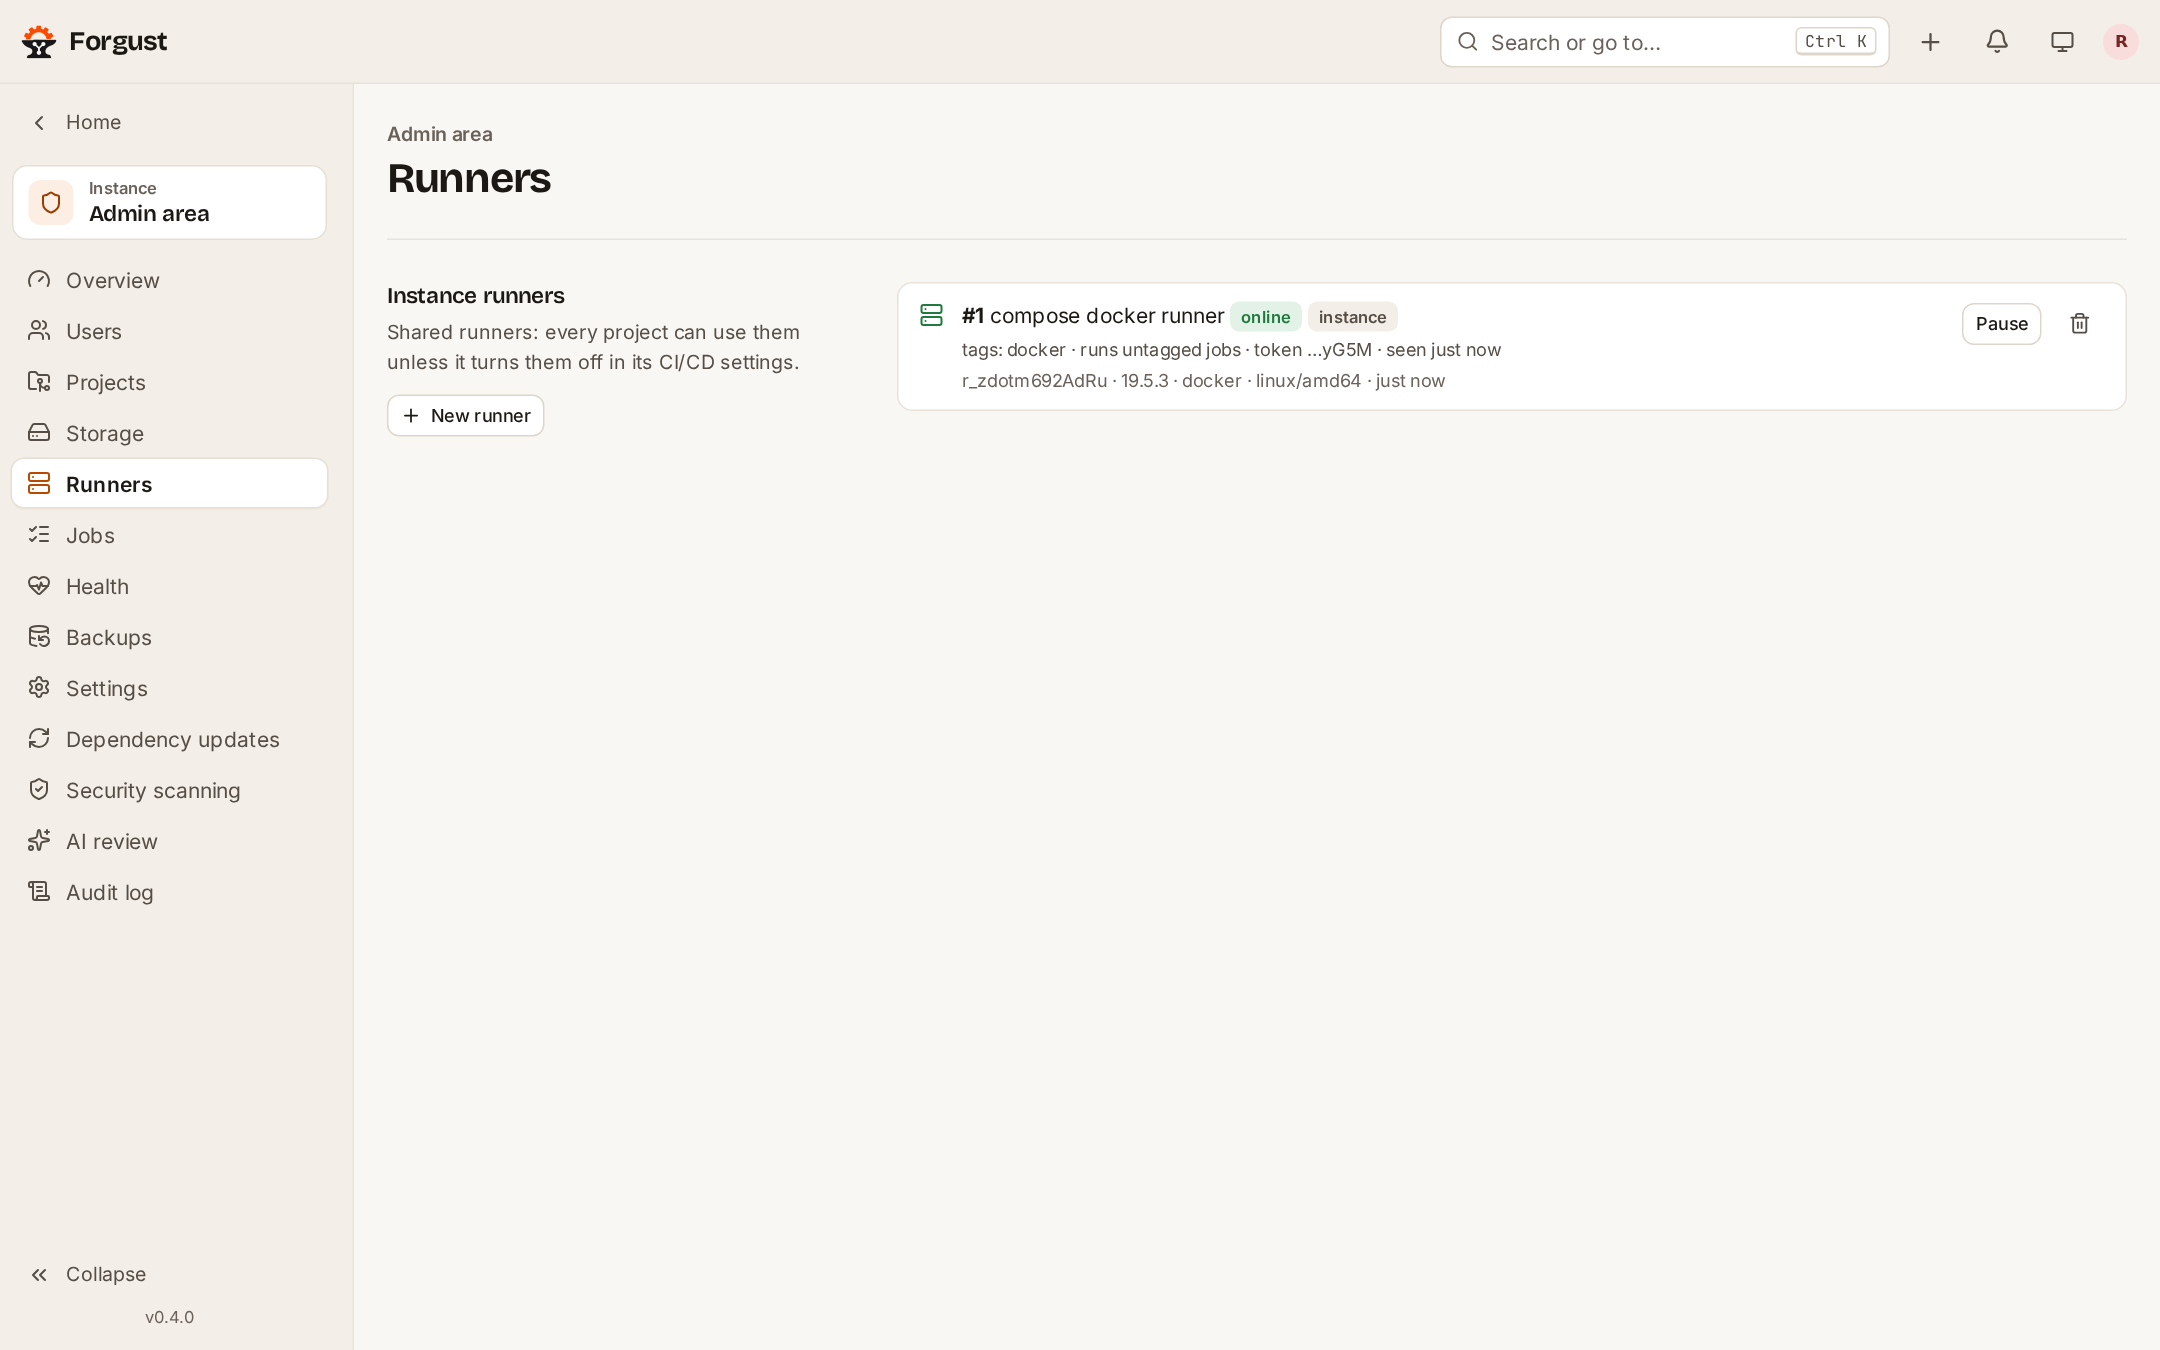 Forgust
Search or go to...
Ctrl K
R
Home
Instance
Admin area
Overview
Users
Projects
Storage
Runners
Jobs
Health
Backups
Settings
Dependency updates
Security scanning
AI review
Audit log
Collapse
v0.4.0
Admin area
Runners
Instance runners
Shared runners: every project can use them
unless it turns them off in its CI/CD settings.
New runner
#1 compose docker runner online instance
tags: docker · runs untagged jobs · token …yG5M · seen just now
r_zdotm692AdRu · 19.5.3 · docker · linux/amd64 · just now
Pause